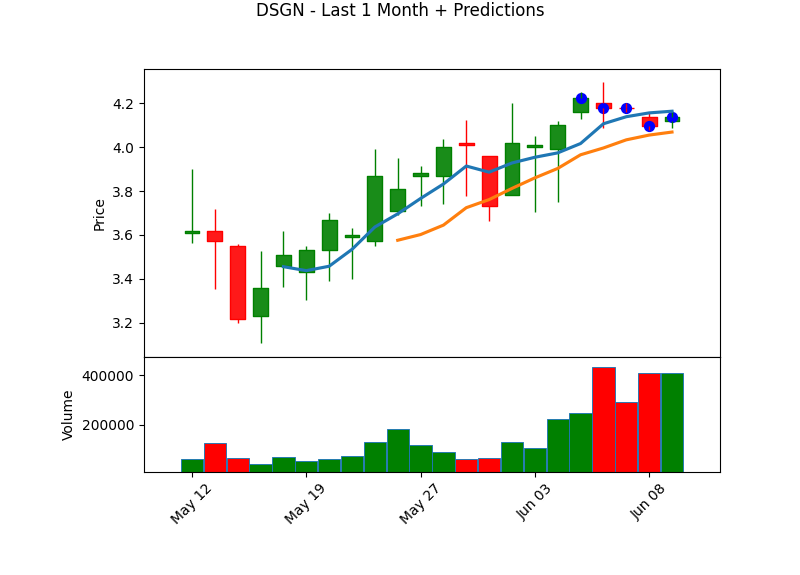 DSGN - Last 1 Month + Predictions
4.2
4.0
3.8
3.6
3.4
3.2
Price
400000
200000
Volume
May 12
May 19
May 27
Jun 03
Jun 08